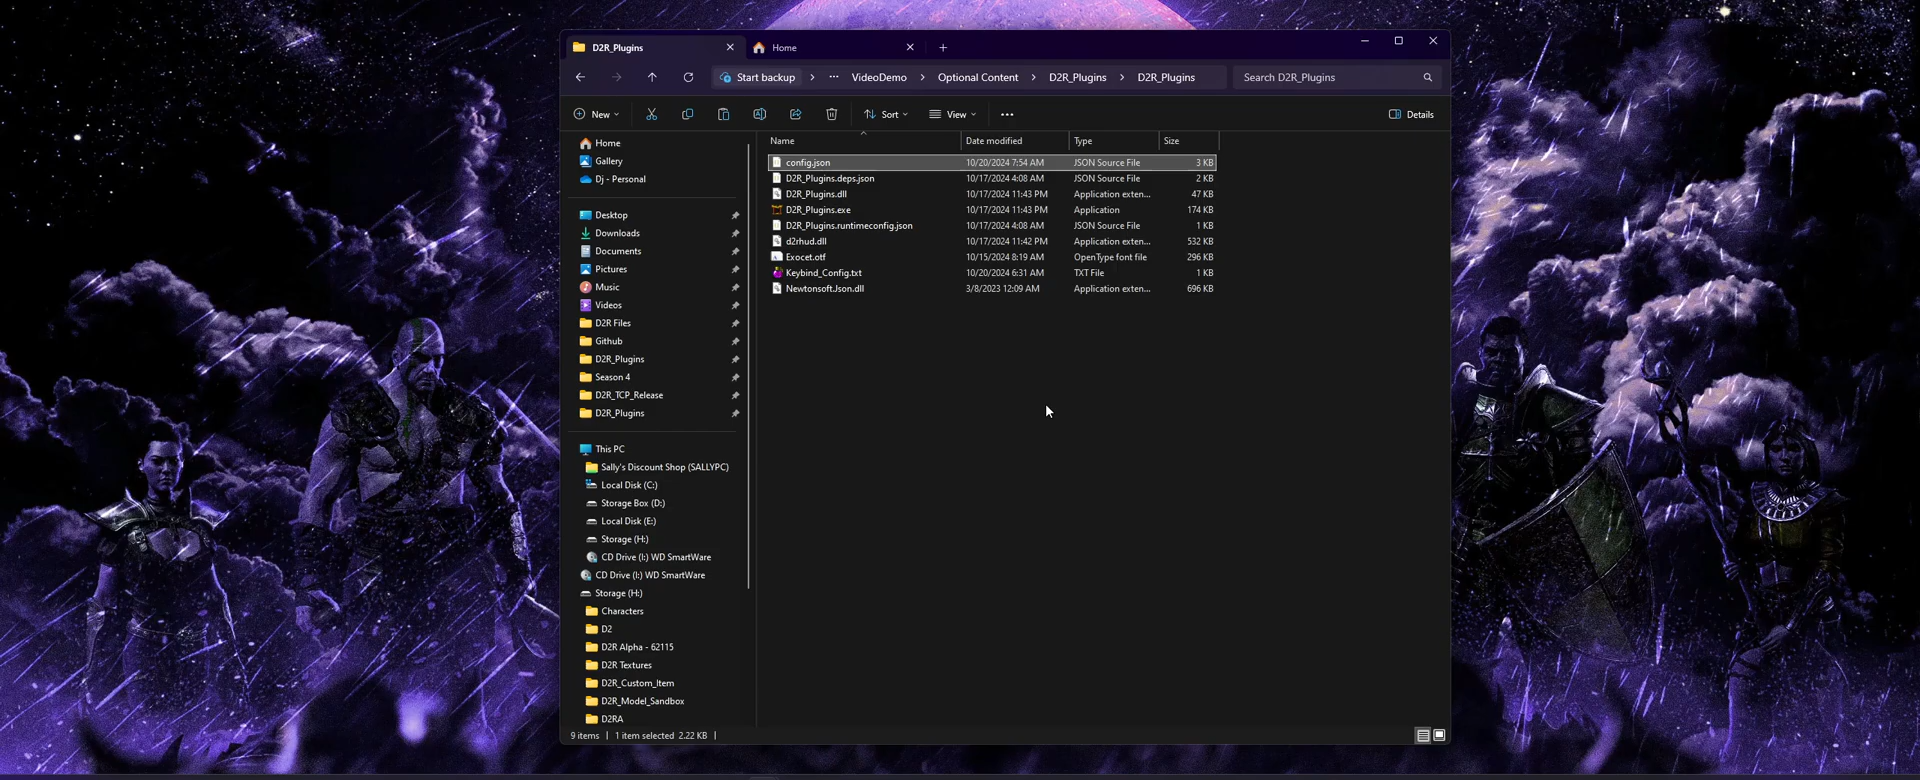 D2R_Plugins
Home
Start backup
VideoDemo
Optional Content
D2R_Plugins
D2R_Plugins
Search D2R_Plugins
New
Sort
View
Details
Home
Gallery
Dj - Personal
Desktop
Downloads
Documents
Pictures
Music
Videos
D2R Files
Github
D2R_Plugins
Season 4
D2R_TCP_Release
D2R_Plugins
This PC
Sally's Discount Shop (SALLYPC)
Local Disk (C:)
Storage Box (D:)
Local Disk (E:)
Storage (H:)
CD Drive (I:) WD SmartWare
CD Drive (I:) WD SmartWare
Storage (H:)
Characters
D2
D2R Alpha - 62115
D2R Textures
D2R_Custom_Item
D2R_Model_Sandbox
D2RA
Name Date modified Type Size
config.json 10/20/2024 7:54 AM JSON Source File 3 KB
D2R_Plugins.deps.json 10/17/2024 4:08 AM JSON Source File 2 KB
D2R_Plugins.dll 10/17/2024 11:43 PM Application exten... 47 KB
D2R_Plugins.exe 10/17/2024 11:43 PM Application 174 KB
D2R_Plugins.runtimeconfig.json 10/17/2024 4:08 AM JSON Source File 1 KB
d2rhud.dll 10/17/2024 11:42 PM Application exten... 532 KB
Exocet.otf 10/15/2024 8:19 AM OpenType font file 296 KB
Keybind_Config.txt 10/20/2024 6:31 AM TXT File 1 KB
Newtonsoft.Json.dll 3/8/2023 12:09 AM Application exten... 696 KB
9 items | 1 item selected 2.22 KB |